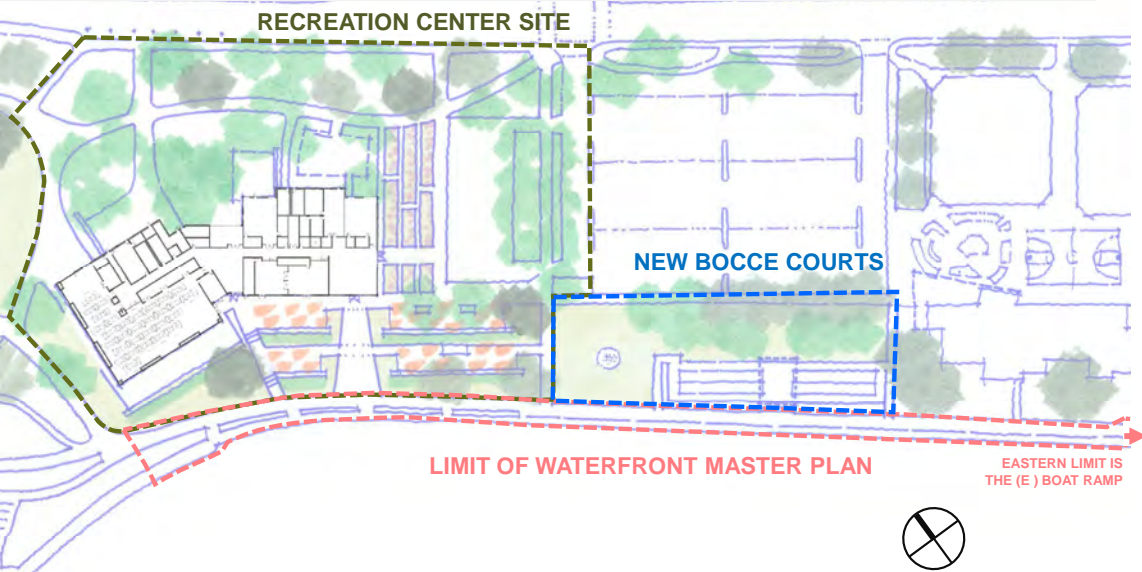 RECREATION CENTER SITE
NEW BOCCE COURTS
LIMIT OF WATERFRONT MASTER PLAN
EASTERN LIMIT IS
THE (E ) BOAT RAMP